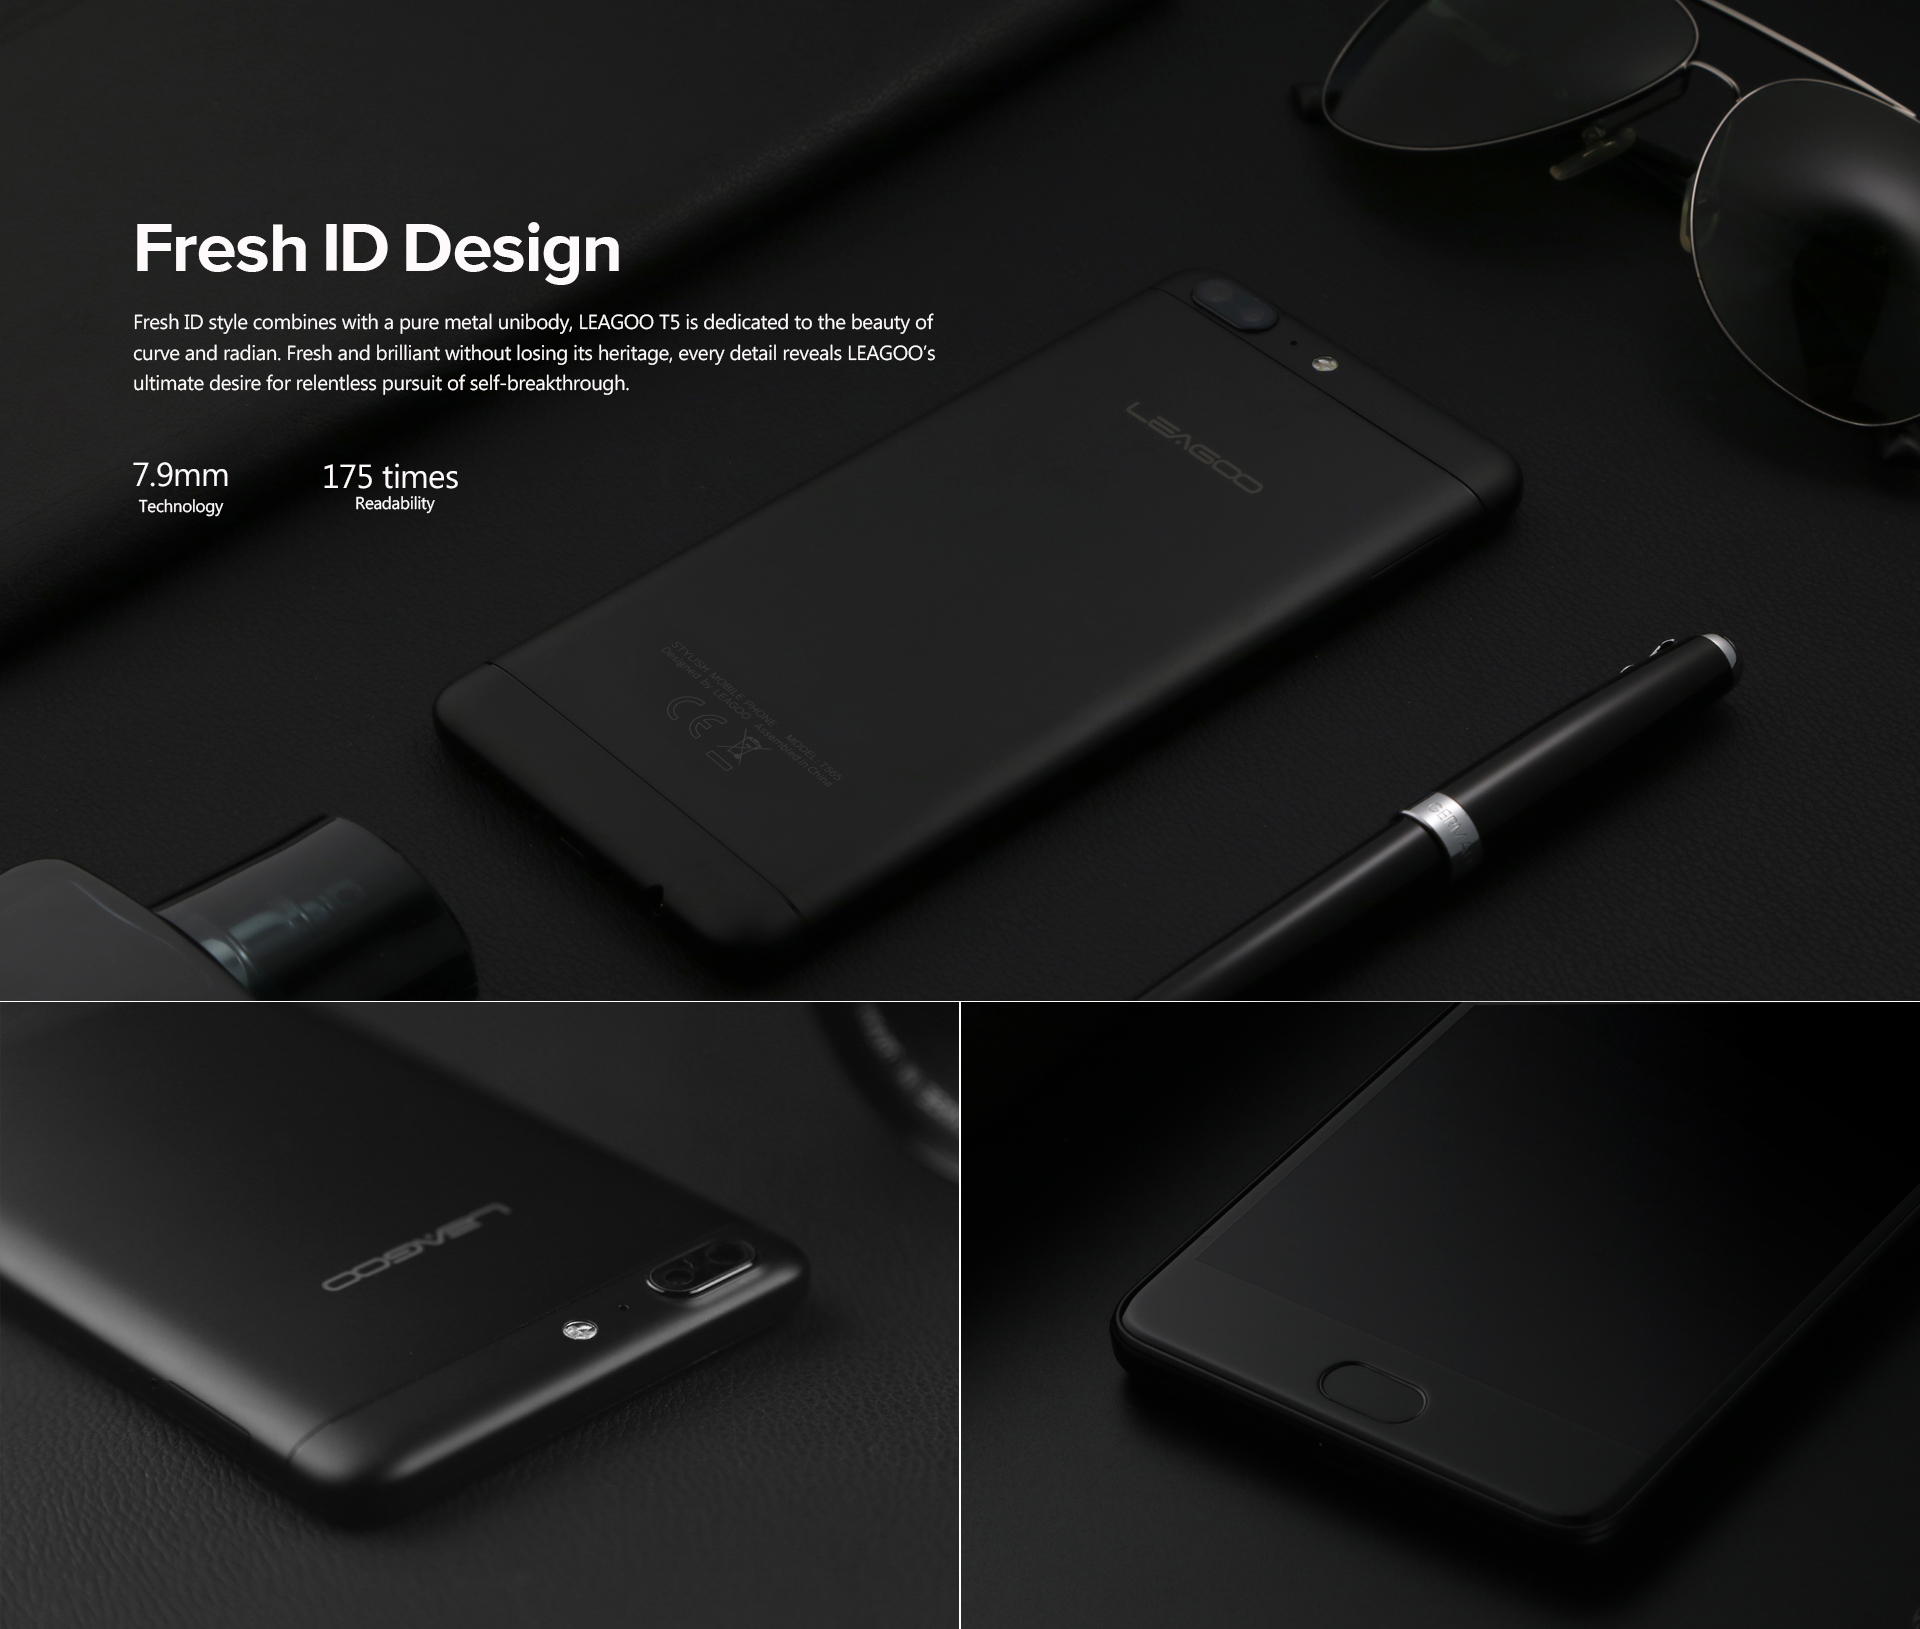 Fresh ID Design
Fresh ID style combines with a pure metal unibody, LEAGOO T5 is dedicated to the beauty of
curve and radian. Fresh and brilliant without losing its heritage, every detail reveals LEAGOO's
ultimate desire for relentless pursuit of self-breakthrough.
7.9mm
Technology
175 times
Readability
LEAGOO
STYLISH MOBILE PHONE MODEL T5
Designed by LEAGOO Assembled in China
CE
LEAGOO